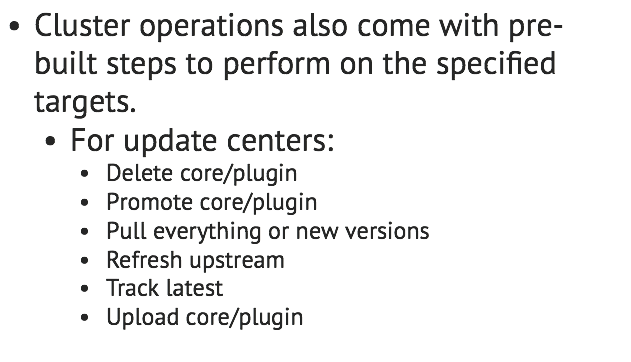 • Cluster operations also come with pre-
built steps to perform on the specified
targets.
• For update centers:
• Delete core/plugin
• Promote core/plugin
• Pull everything or new versions
• Refresh upstream
• Track latest
• Upload core/plugin